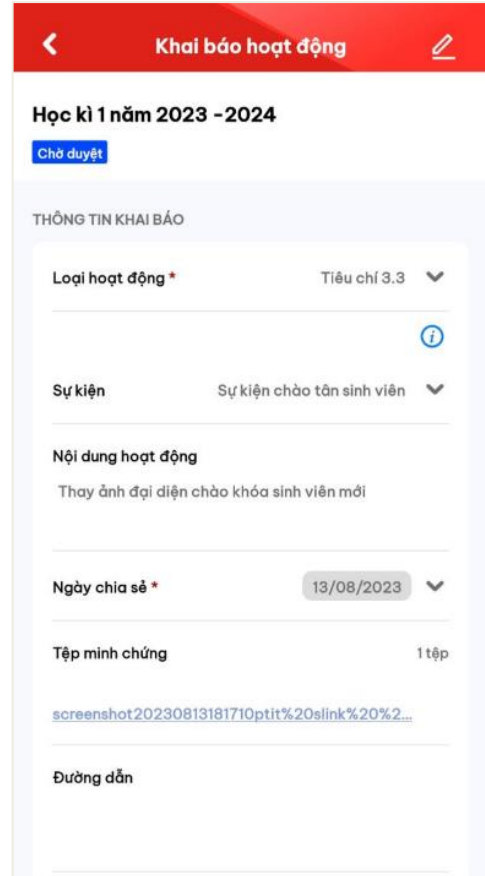 Khai báo hoạt động
Học kì 1 năm 2023 -2024
Chờ duyệt
THÔNG TIN KHAI BÁO
Loại hoạt động * Tiêu chí 3.3
Sự kiện Sự kiện chào tân sinh viên
Nội dung hoạt động
Thay ảnh đại diện chào khóa sinh viên mới
Ngày chia sẻ * 13/08/2023
Tệp minh chứng 1 tệp
screenshot20230813181710ptit%20slink%20%2...
Đường dẫn